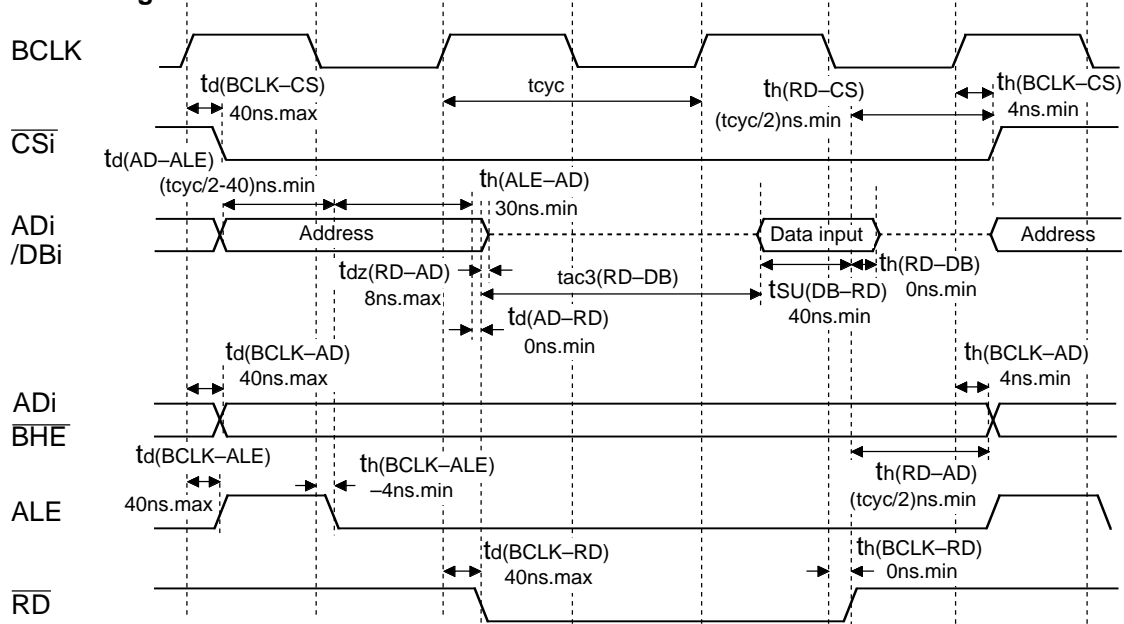 BCLK
td(BCLK–CS)
40ns.max
tcyc
th(RD–CS)
(tcyc/2)ns.min
th(BCLK–CS)
4ns.min
CSi
td(AD–ALE)
(tcyc/2-40)ns.min
th(ALE–AD)
30ns.min
ADi
/DBi
Address
Data input
Address
tdz(RD–AD)
8ns.max
tac3(RD–DB)
th(RD–DB)
0ns.min
tSU(DB–RD)
40ns.min
td(AD–RD)
0ns.min
td(BCLK–AD)
40ns.max
th(BCLK–AD)
4ns.min
ADi
BHE
td(BCLK–ALE)
40ns.max
th(BCLK–ALE)
–4ns.min
th(RD–AD)
(tcyc/2)ns.min
ALE
td(BCLK–RD)
40ns.max
th(BCLK–RD)
0ns.min
RD